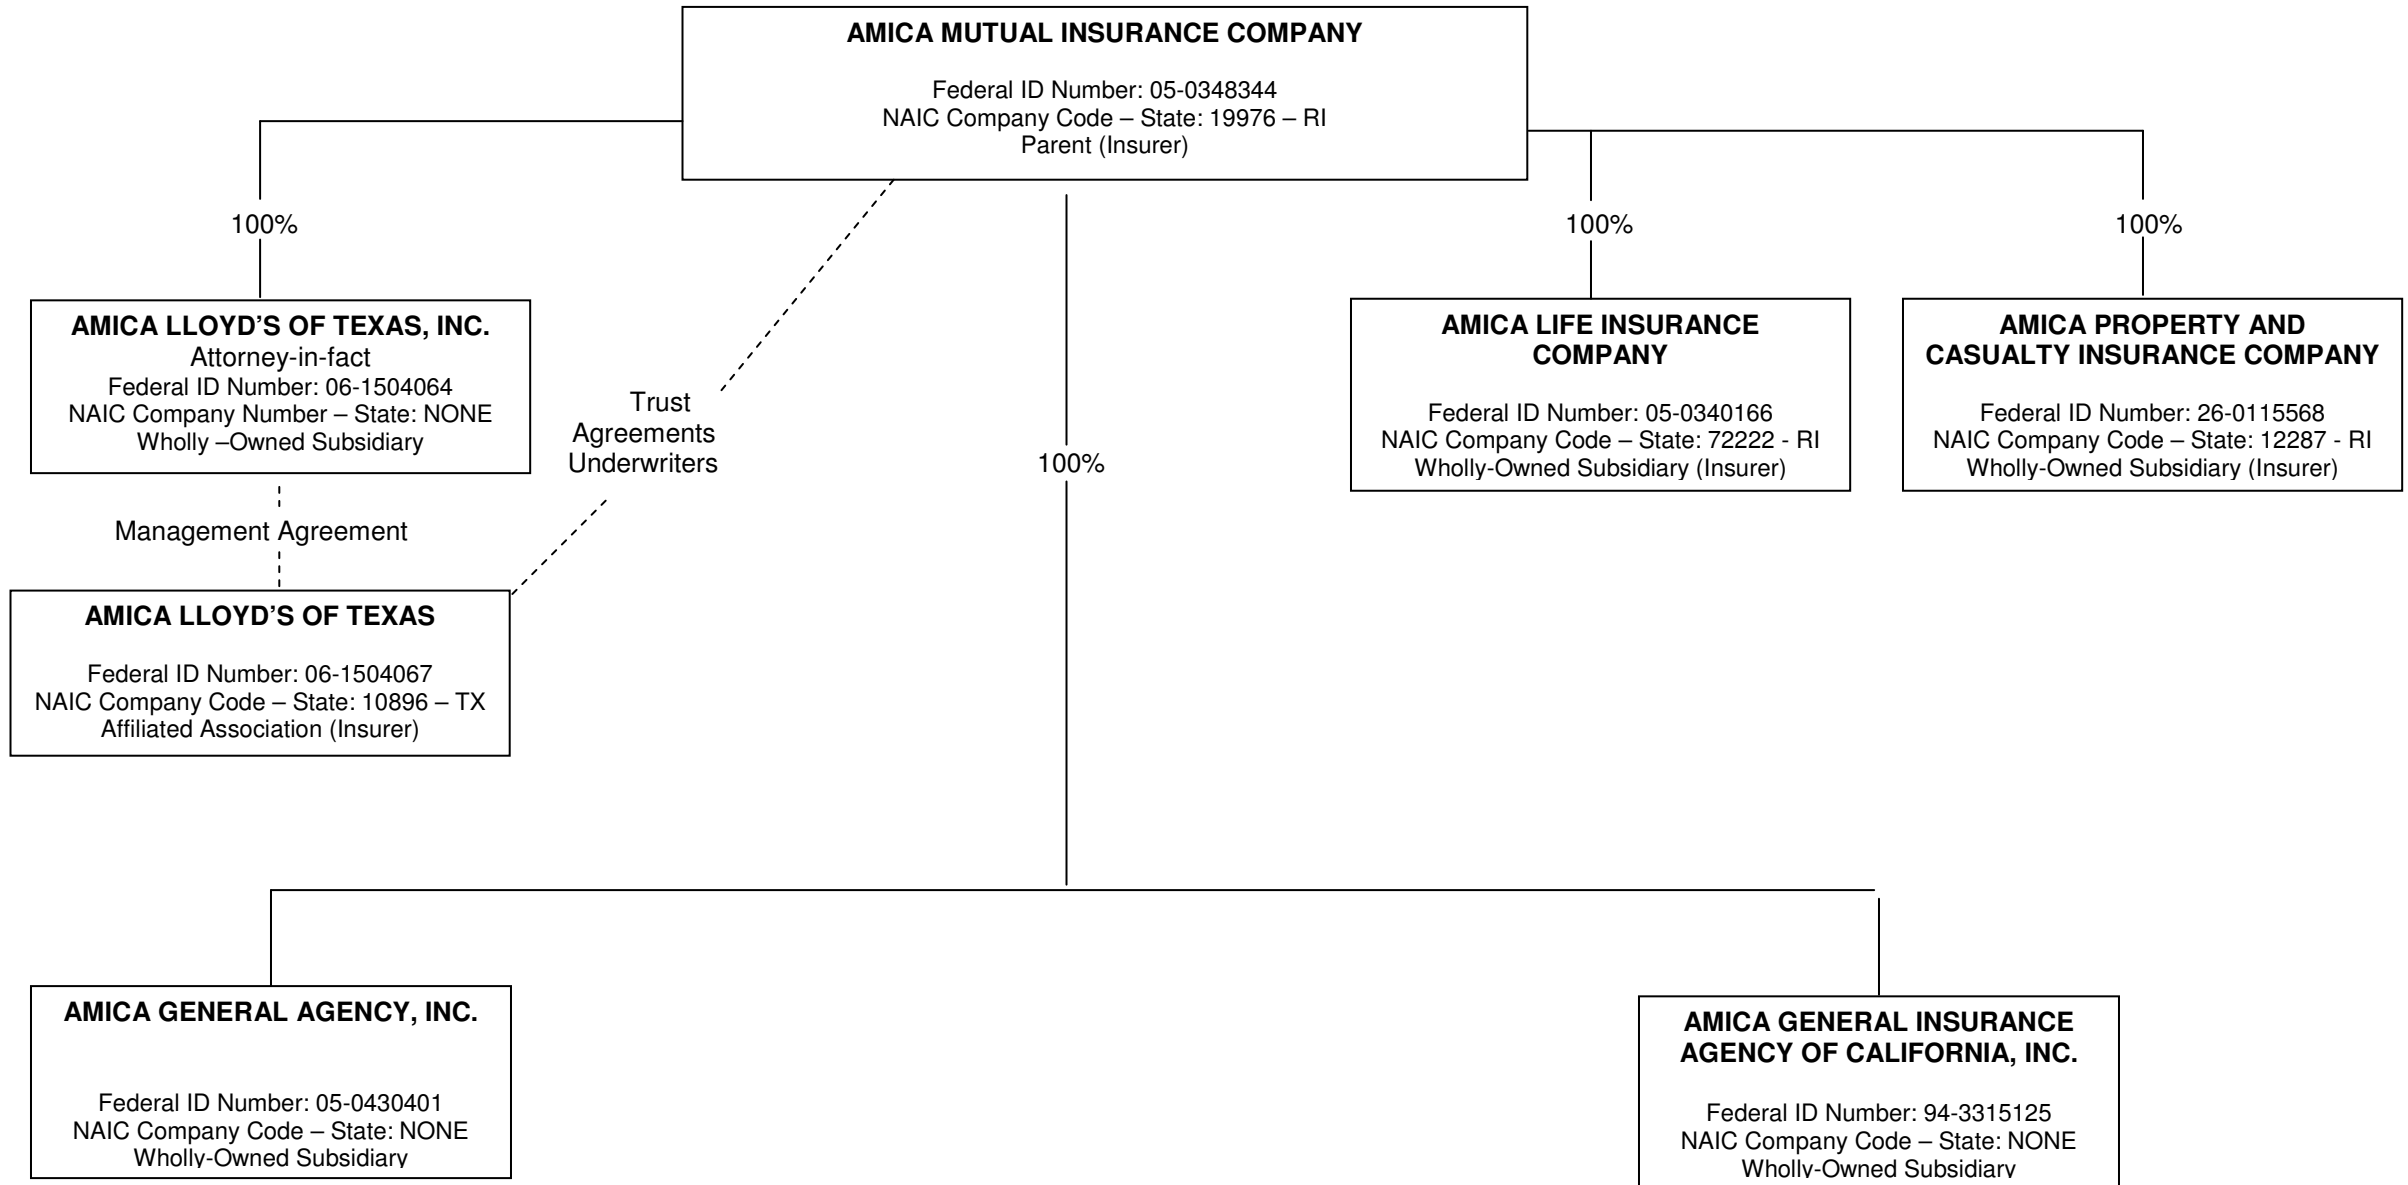 AMICA MUTUAL INSURANCE COMPANY
Federal ID Number: 05-0348344
NAIC Company Code – State: 19976 – RI
Parent (Insurer)
100%
100%
100%
AMICA LLOYD’S OF TEXAS, INC.
Attorney-in-fact
Federal ID Number: 06-1504064
NAIC Company Number – State: NONE
Wholly –Owned Subsidiary
Trust
Agreements
Underwriters
100%
AMICA LIFE INSURANCE
COMPANY
Federal ID Number: 05-0340166
NAIC Company Code – State: 72222 - RI
Wholly-Owned Subsidiary (Insurer)
AMICA PROPERTY AND
CASUALTY INSURANCE COMPANY
Federal ID Number: 26-0115568
NAIC Company Code – State: 12287 - RI
Wholly-Owned Subsidiary (Insurer)
Management Agreement
AMICA LLOYD’S OF TEXAS
Federal ID Number: 06-1504067
NAIC Company Code – State: 10896 – TX
Affiliated Association (Insurer)
AMICA GENERAL AGENCY, INC.
Federal ID Number: 05-0430401
NAIC Company Code – State: NONE
Wholly-Owned Subsidiary
AMICA GENERAL INSURANCE
AGENCY OF CALIFORNIA, INC.
Federal ID Number: 94-3315125
NAIC Company Code – State: NONE
Wholly-Owned Subsidiary